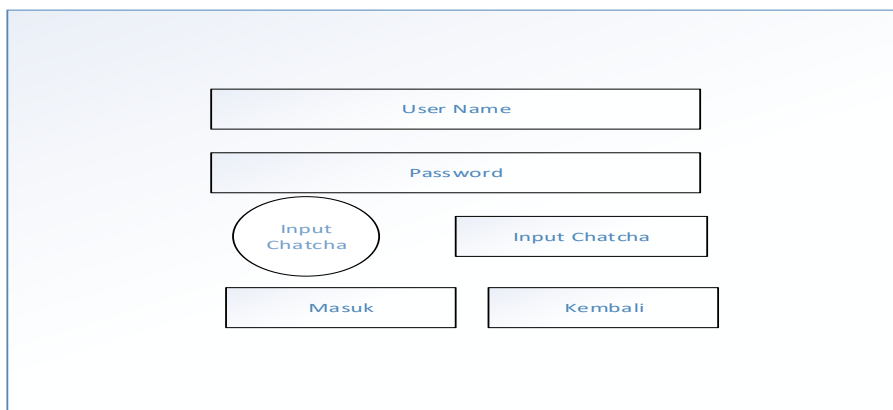 User Name
Password
Input
Chatcha
Input Chatcha
Masuk
Kembali